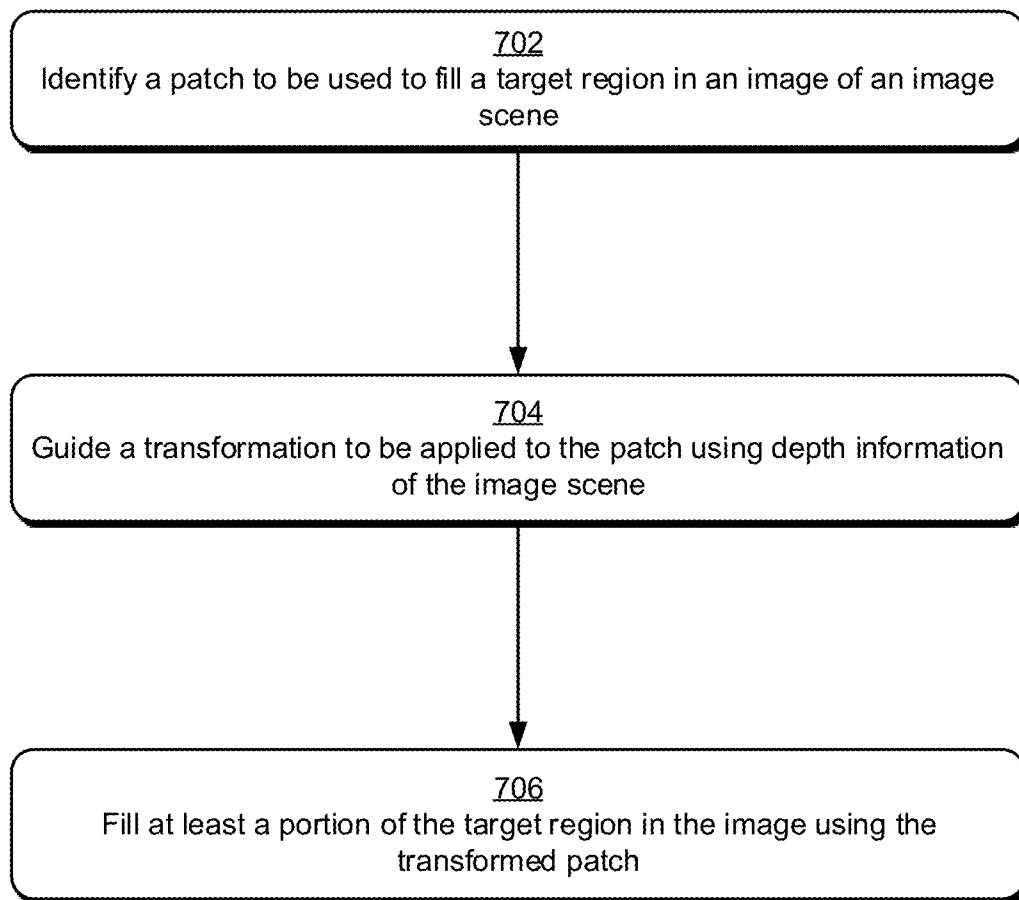 702
Identify a patch to be used to fill a target region in an image of an image
scene
704
Guide a transformation to be applied to the patch using depth information
of the image scene
706
Fill at least a portion of the target region in the image using the
transformed patch